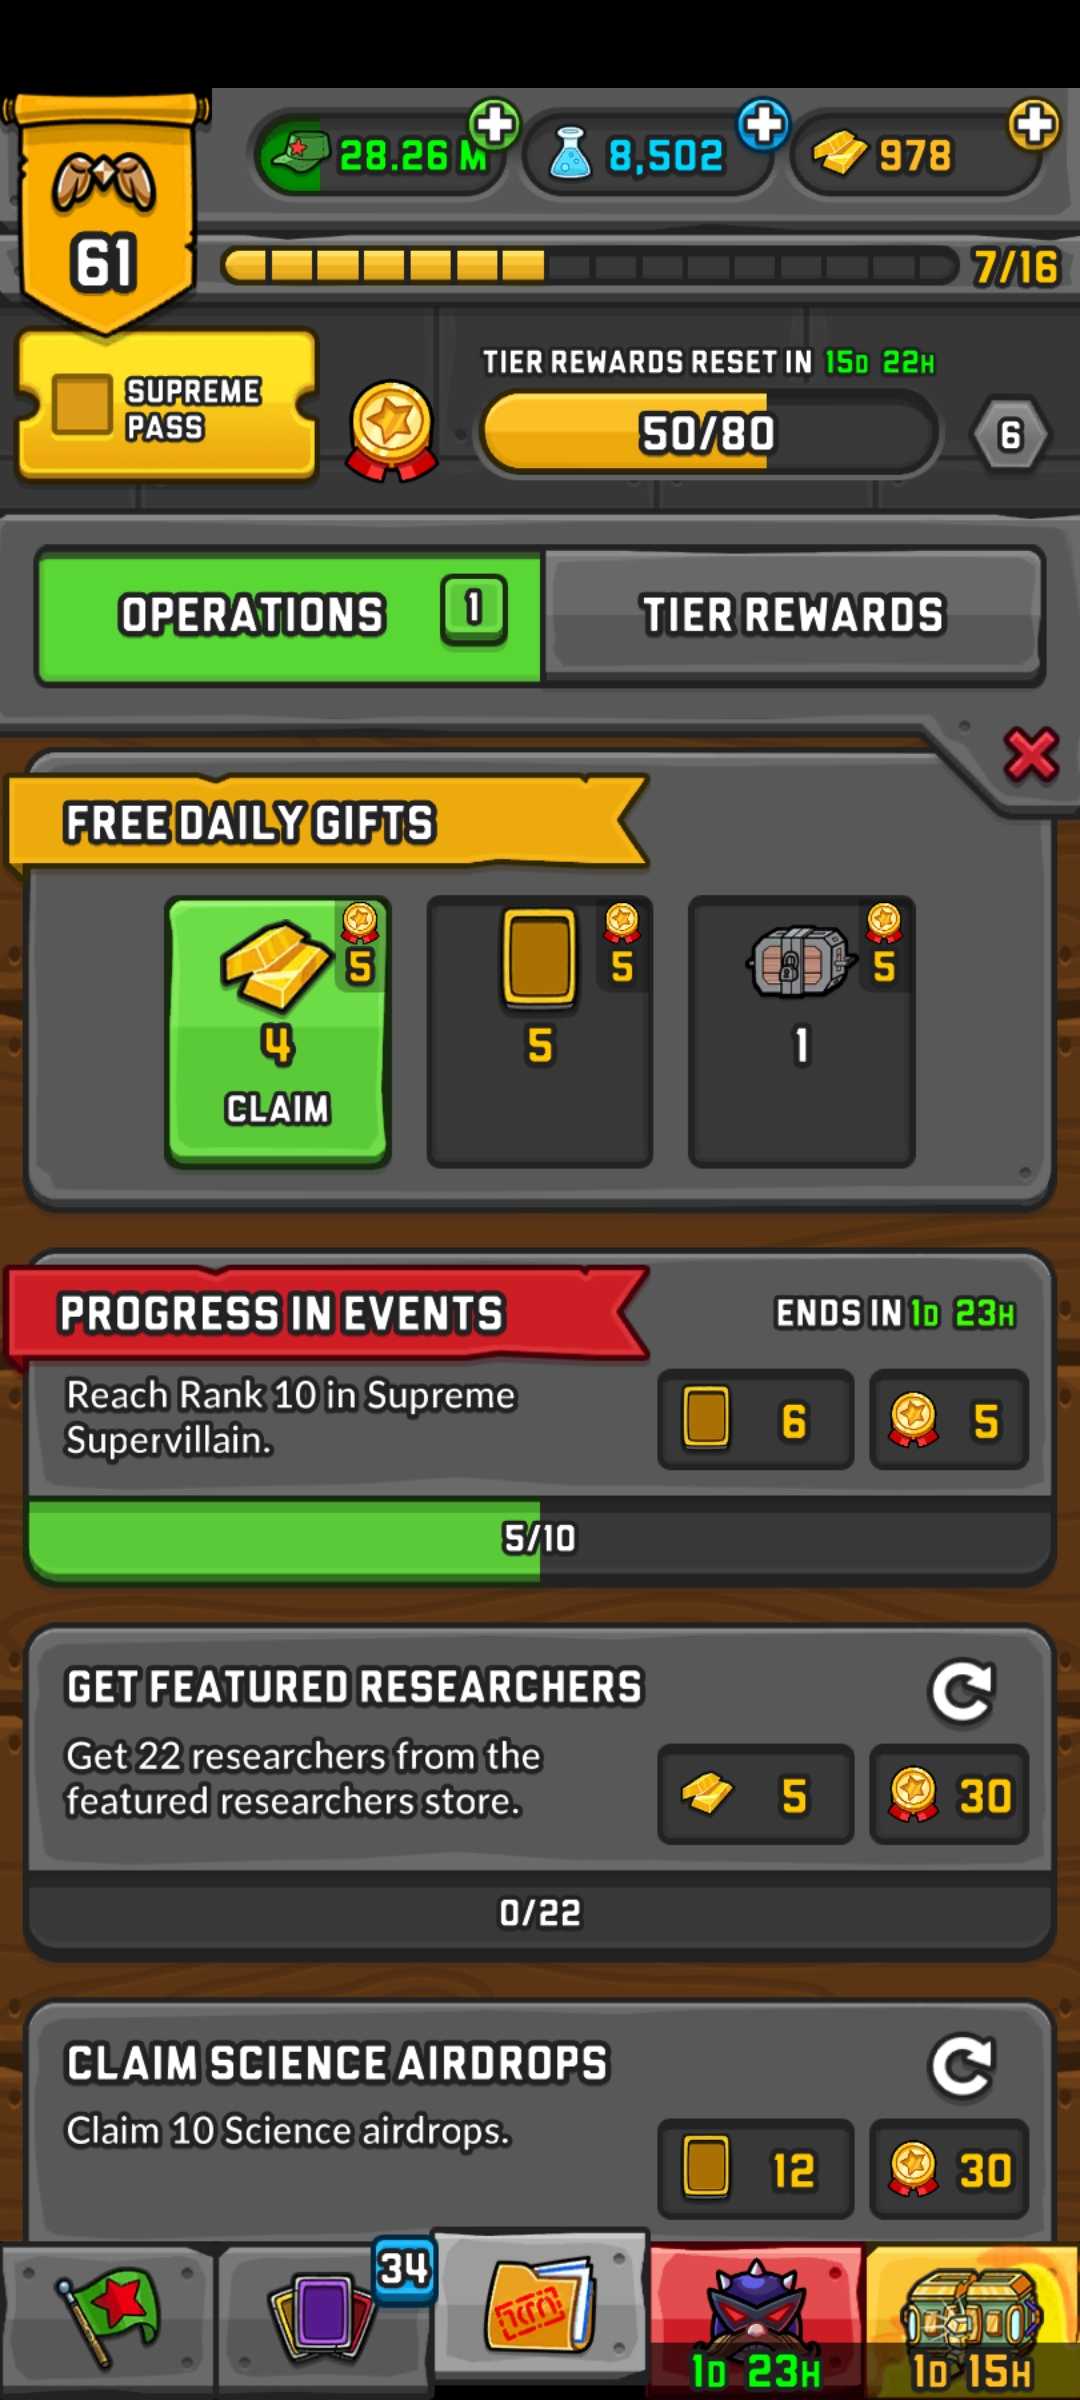 28.26 M
8,502
978
61
7/16
SUPREME
PASS
TIER REWARDS RESET IN 15D 22H
50/80
6
OPERATIONS 1
TIER REWARDS
FREE DAILY GIFTS
5
5
5
4
5
1
CLAIM
PROGRESS IN EVENTS
ENDS IN 1D 23H
Reach Rank 10 in Supreme
Supervillain.
6
5
5/10
GET FEATURED RESEARCHERS
Get 22 researchers from the
featured researchers store.
5
30
0/22
CLAIM SCIENCE AIRDROPS
Claim 10 Science airdrops.
12
30
34
1D 23H
1D 15H